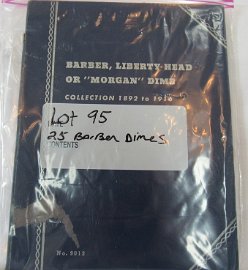 BARBER, LIBERTY HEAD
OR "MORGAN" DIME
COLLECTION 1892 to 1916
Lot 95
25 Barber Dimes
CONTENTS
No. 9013